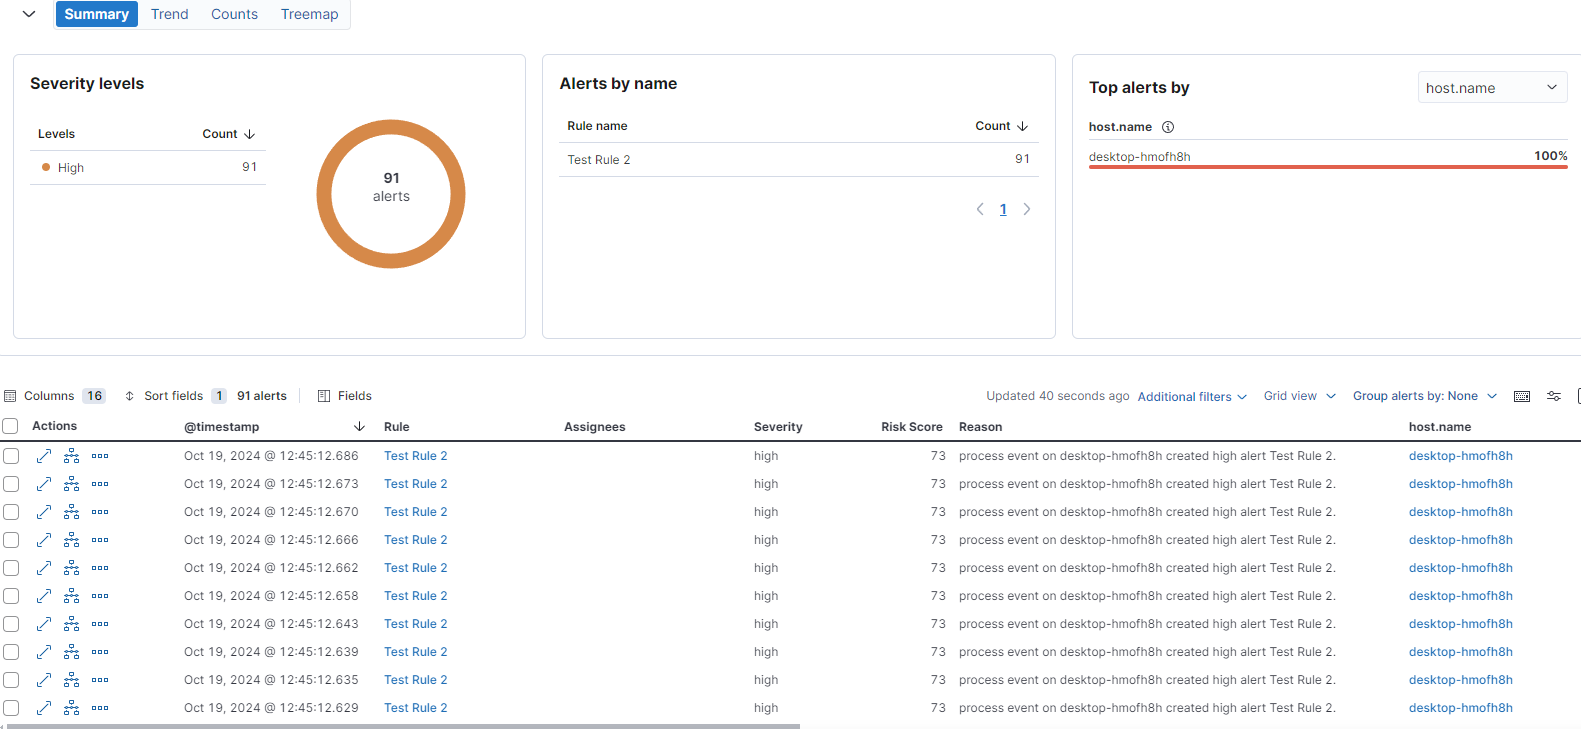 Summary Trend Counts Treemap
Severity levels
Levels Count
High 91
91
alerts
Alerts by name
Rule name Count
Test Rule 2 91
1
Top alerts by host.name
host.name
desktop-hmofh8h 100%
Columns 16 Sort fields 1 91 alerts Fields Updated 40 seconds ago Additional filters Grid view Group alerts by: None
Actions @timestamp Rule Assignees Severity Risk Score Reason host.name
Oct 19, 2024 @ 12:45:12.686 Test Rule 2 high 73 process event on desktop-hmofh8h created high alert Test Rule 2. desktop-hmofh8h
Oct 19, 2024 @ 12:45:12.673 Test Rule 2 high 73 process event on desktop-hmofh8h created high alert Test Rule 2. desktop-hmofh8h
Oct 19, 2024 @ 12:45:12.670 Test Rule 2 high 73 process event on desktop-hmofh8h created high alert Test Rule 2. desktop-hmofh8h
Oct 19, 2024 @ 12:45:12.666 Test Rule 2 high 73 process event on desktop-hmofh8h created high alert Test Rule 2. desktop-hmofh8h
Oct 19, 2024 @ 12:45:12.662 Test Rule 2 high 73 process event on desktop-hmofh8h created high alert Test Rule 2. desktop-hmofh8h
Oct 19, 2024 @ 12:45:12.658 Test Rule 2 high 73 process event on desktop-hmofh8h created high alert Test Rule 2. desktop-hmofh8h
Oct 19, 2024 @ 12:45:12.643 Test Rule 2 high 73 process event on desktop-hmofh8h created high alert Test Rule 2. desktop-hmofh8h
Oct 19, 2024 @ 12:45:12.639 Test Rule 2 high 73 process event on desktop-hmofh8h created high alert Test Rule 2. desktop-hmofh8h
Oct 19, 2024 @ 12:45:12.635 Test Rule 2 high 73 process event on desktop-hmofh8h created high alert Test Rule 2. desktop-hmofh8h
Oct 19, 2024 @ 12:45:12.629 Test Rule 2 high 73 process event on desktop-hmofh8h created high alert Test Rule 2. desktop-hmofh8h